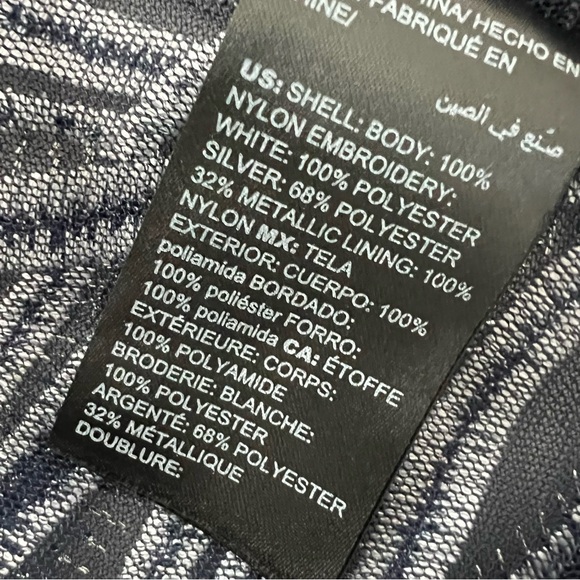 HINA/ HECHO EN
FABRIQUÉ EN
HINE/
صنع في الصين
US: SHELL: BODY: 100%
NYLON EMBROIDERY:
WHITE: 100% POLYESTER
SILVER: 68% POLYESTER
32% METALLIC LINING: 100%
NYLON MX: TELA
EXTERIOR: CUERPO: 100%
poliamida BORDADO:
100% poliéster FORRO:
100% poliamida CA: ÉTOFFE
EXTÉRIEURE: CORPS:
100% POLYAMIDE
BRODERIE: BLANCHE:
100% POLYESTER
ARGENTÉ: 68% POLYESTER
32% MÉTALLIQUE
DOUBLURE: